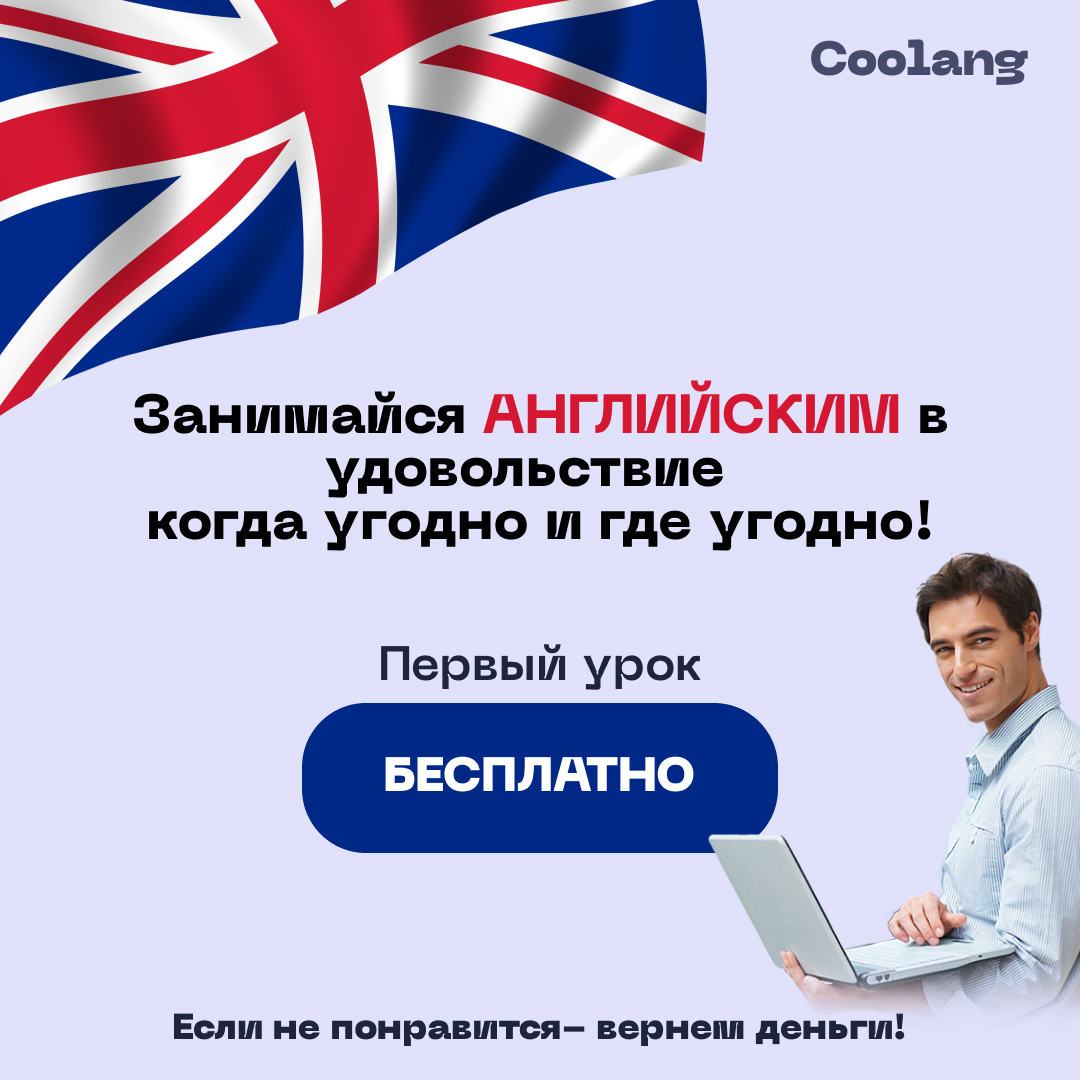 Coolang
Занимайся АНГЛИЙСКИМ в
удовольствие
когда угодно и где угодно!
Первый урок
БЕСПЛАТНО
Если не понравится– вернем деньги!